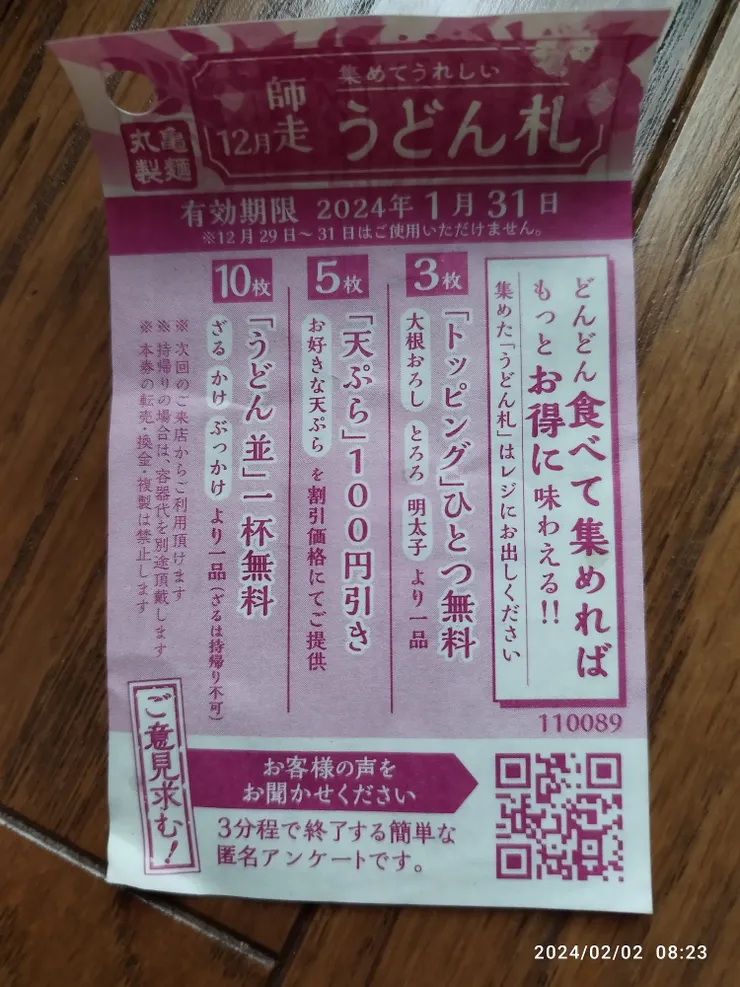 集めてうれしい
丸亀製麺
12月
師走
うどん札
有効期限 2024年1月31日
※12月29日〜31日はご使用いただけません。
どんどん食べて集めれば
もっとお得に味わえる!!
集めた「うどん札」はレジにお出しください
3枚
「トッピング」ひとつ無料
大根おろし とろろ 明太子 より一品
5枚
「天ぷら」100円引き
お好きな天ぷら を割引価格にてご提供
10枚
「うどん 並」一杯無料
ざる かけ ぶっかけ より一品(ざるは持帰り不可)
※次回のご来店からご利用頂けます
※持帰りの場合は、容器代を別途頂戴します
※本券の転売・換金・複製は禁止します
110089
ご意見求む!
お客様の声を
お聞かせください
3分程で終了する簡単な
匿名アンケートです。
2024/02/02 08:23